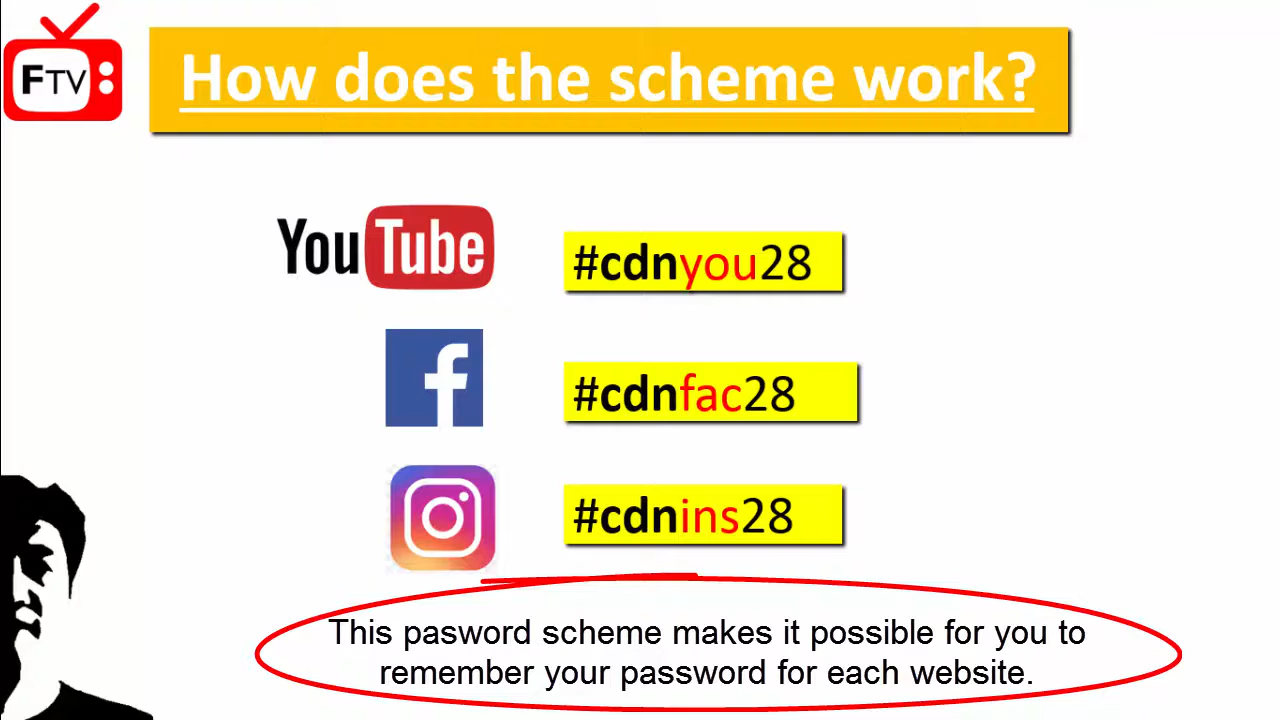 FTV
How does the scheme work?
YouTube
#cdnyou28
f
#cdnfac28
#cdnins28
This pasword scheme makes it possible for you to
remember your password for each website.